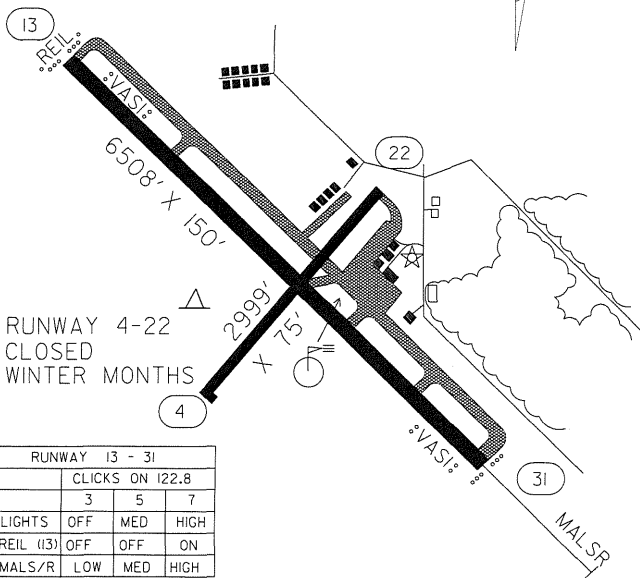 13
REIL
:VASI:
6508' X 150'
22
2999'
X 75'
RUNWAY 4-22
CLOSED
WINTER MONTHS
4
:VASI:
31
MALSR
RUNWAY 13 - 31
CLICKS ON 122.8
3 5 7
LIGHTS OFF MED HIGH
REIL (13) OFF OFF ON
MALS/R LOW MED HIGH